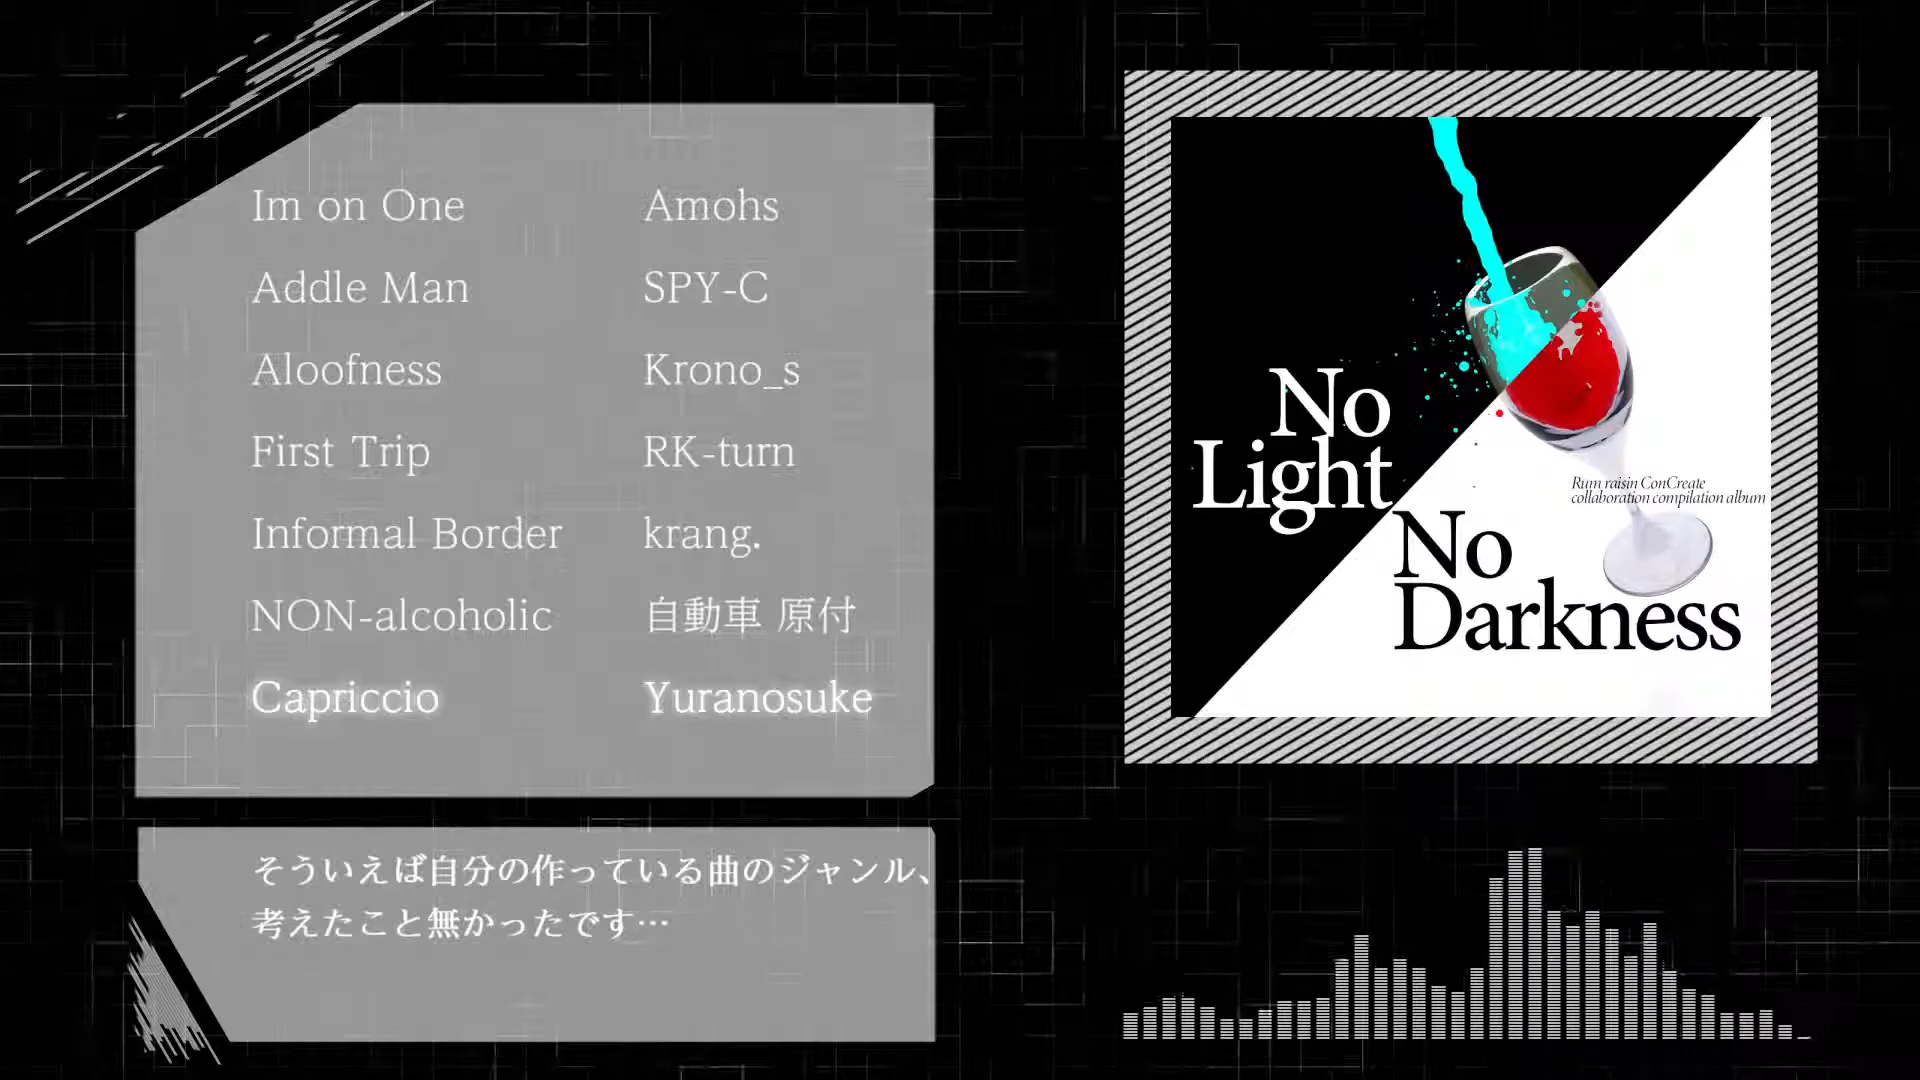 Im on One Amohs
Addle Man SPY-C
Aloofness Krono_s
First Trip RK-turn
Informal Border krang.
NON-alcoholic 自動車 原付
Capriccio Yuranosuke
そういえば自分の作っている曲のジャンル、
考えたこと無かったです…
No
Light
No
Darkness
Rum raisin ConCreate
collaboration compilation album